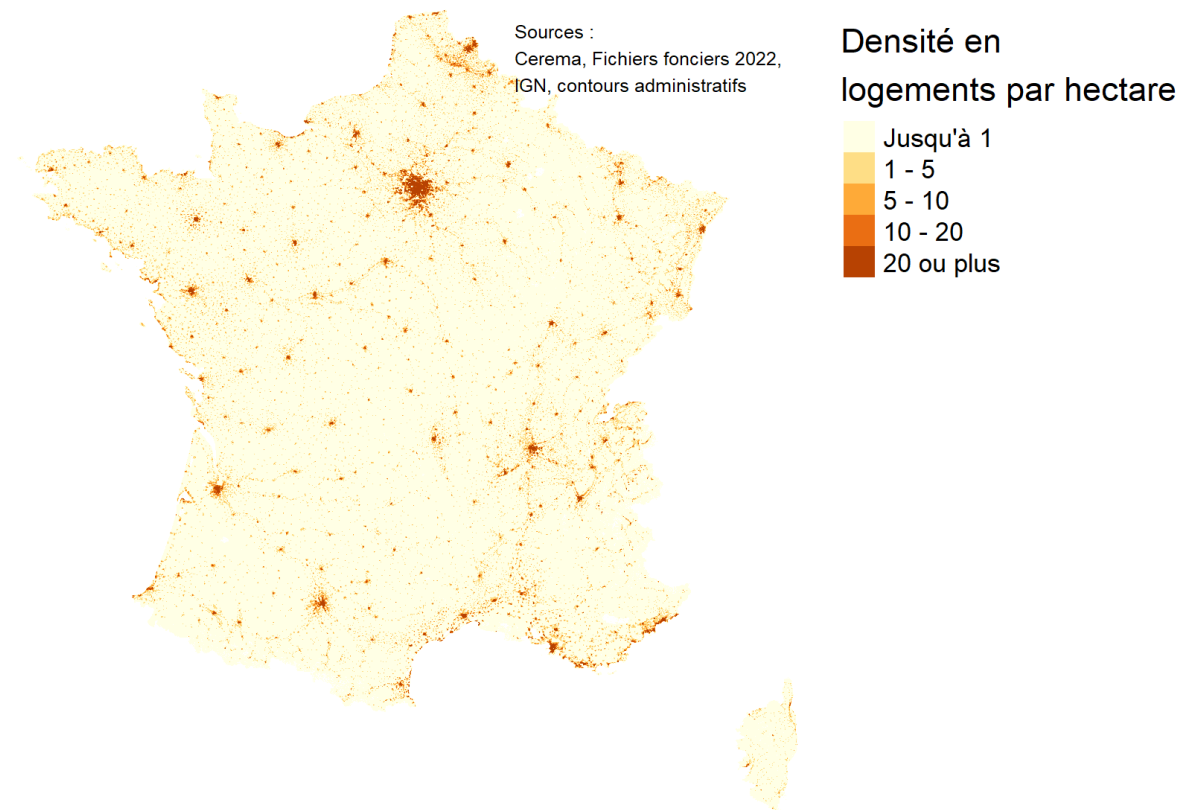 Sources :
Cerema, Fichiers fonciers 2022,
IGN, contours administratifs
Densité en
logements par hectare
Jusqu'à 1
1 - 5
5 - 10
10 - 20
20 ou plus